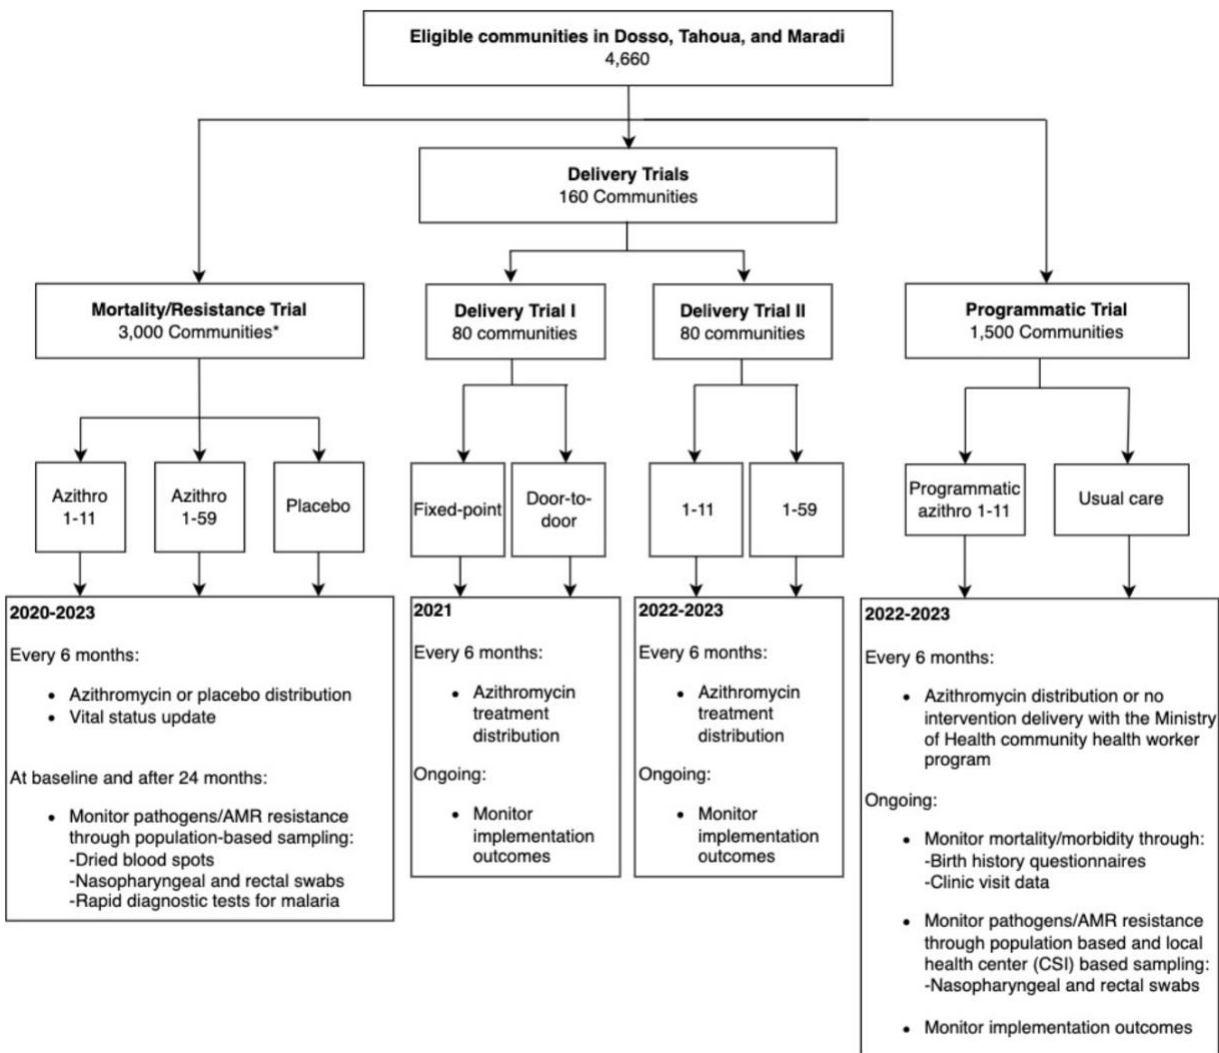 Eligible communities in Dosso, Tahoua, and Maradi
4,660
Delivery Trials
160 Communities
Mortality/Resistance Trial
3,000 Communities*
Delivery Trial I
80 communities
Delivery Trial II
80 communities
Programmatic Trial
1,500 Communities
Azithro
1-11
Azithro
1-59
Placebo
Fixed-point
Door-to-
door
1-11
1-59
Programmatic
azithro 1-11
Usual care
2020-2023
Every 6 months:
• Azithromycin or placebo distribution
• Vital status update
At baseline and after 24 months:
• Monitor pathogens/AMR resistance
through population-based sampling:
-Dried blood spots
-Nasopharyngeal and rectal swabs
-Rapid diagnostic tests for malaria
2021
Every 6 months:
• Azithromycin
treatment
distribution
Ongoing:
• Monitor
implementation
outcomes
2022-2023
Every 6 months:
• Azithromycin
treatment
distribution
Ongoing:
• Monitor
implementation
outcomes
2022-2023
Every 6 months:
• Azithromycin distribution or no
intervention delivery with the Ministry
of Health community health worker
program
Ongoing:
• Monitor mortality/morbidity through:
-Birth history questionnaires
-Clinic visit data
• Monitor pathogens/AMR resistance
through population based and local
health center (CSI) based sampling:
-Nasopharyngeal and rectal swabs
• Monitor implementation outcomes